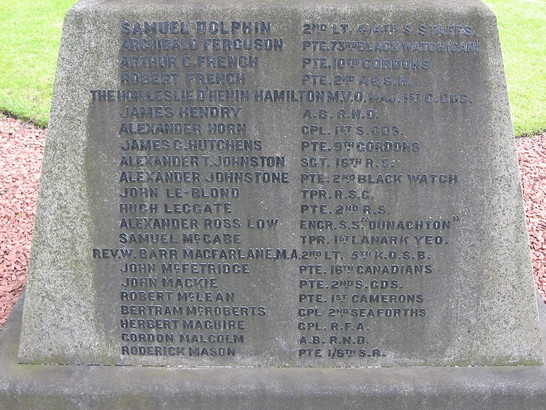 SAMUEL DOLPHIN 2ND LT. 4/4TH S. STAFFS.
ARCHIBALD FERGUSON PTE. 73RD BLACK WATCH (CAN)
ARTHUR G. FRENCH PTE. 10TH GORDONS
ROBERT FRENCH PTE. 2ND A & S.H.
THE HON. LESLIE D'HENIN HAMILTON M.V.O. MAJ. 1ST C. GDS.
JAMES HENDRY A.B. R.N.D.
ALEXANDER HORN CPL. 1ST S. GDS.
JAMES G. HUTCHENS PTE. 9TH GORDONS
ALEXANDER T. JOHNSTON SGT. 16TH R.S.
ALEXANDER JOHNSTONE PTE. 2ND BLACK WATCH
JOHN LE-BLOND TPR. R.S.G.
HUGH LEGGATE PTE. 2ND R.S.
ALEXANDER ROSS LOW ENGR. S.S. "DUNACHTON"
SAMUEL McCABE TPR. 1ST LANARK YEO.
REV. W. BARR MACFARLANE, M.A. 2ND LT. 5TH K.O.S.B.
JOHN McFETRIDGE PTE. 16TH CANADIANS
JOHN MACKIE PTE. 2ND S. GDS.
ROBERT McLEAN PTE. 1ST CAMERONS
BERTRAM McROBERTS CPL 2ND SEAFORTHS
HERBERT MAGUIRE CPL. R.F.A.
GORDON MALCOLM A.B. R.N.D.
RODERICK MASON PTE 1/6TH S.R.